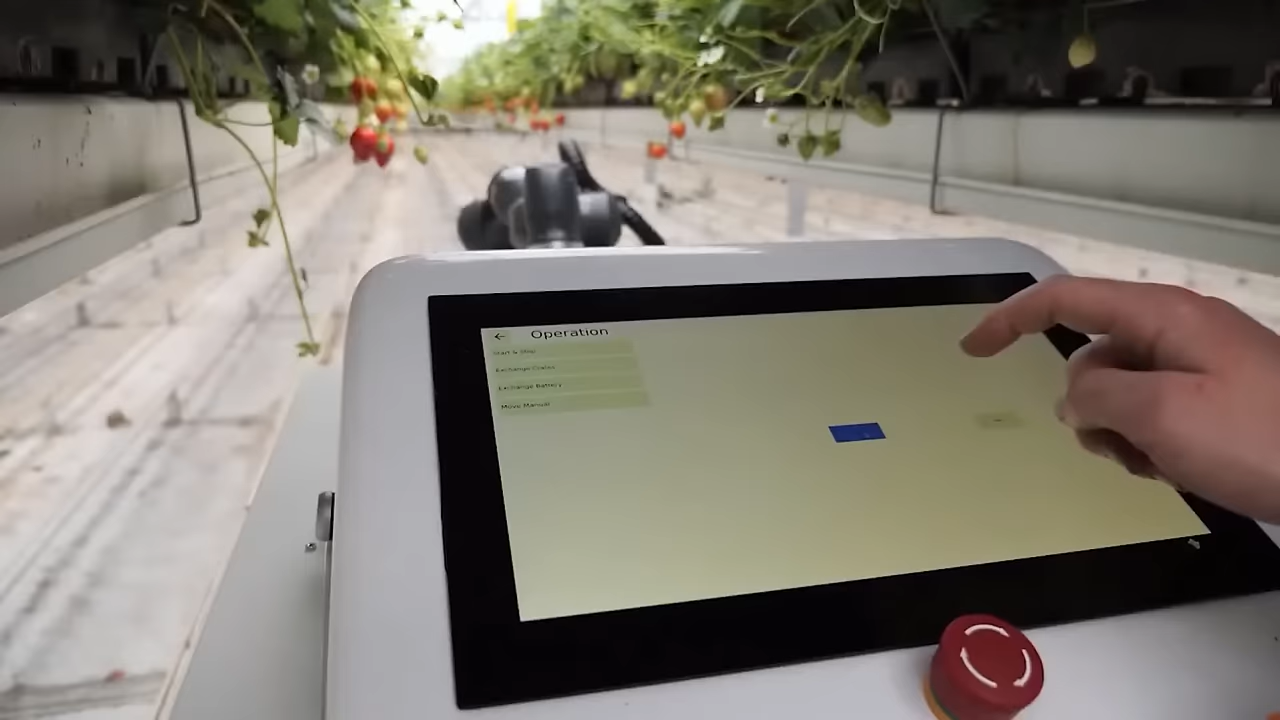 ← Operation
Start & Stop
Exchange Crates
Exchange Battery
Move Manual